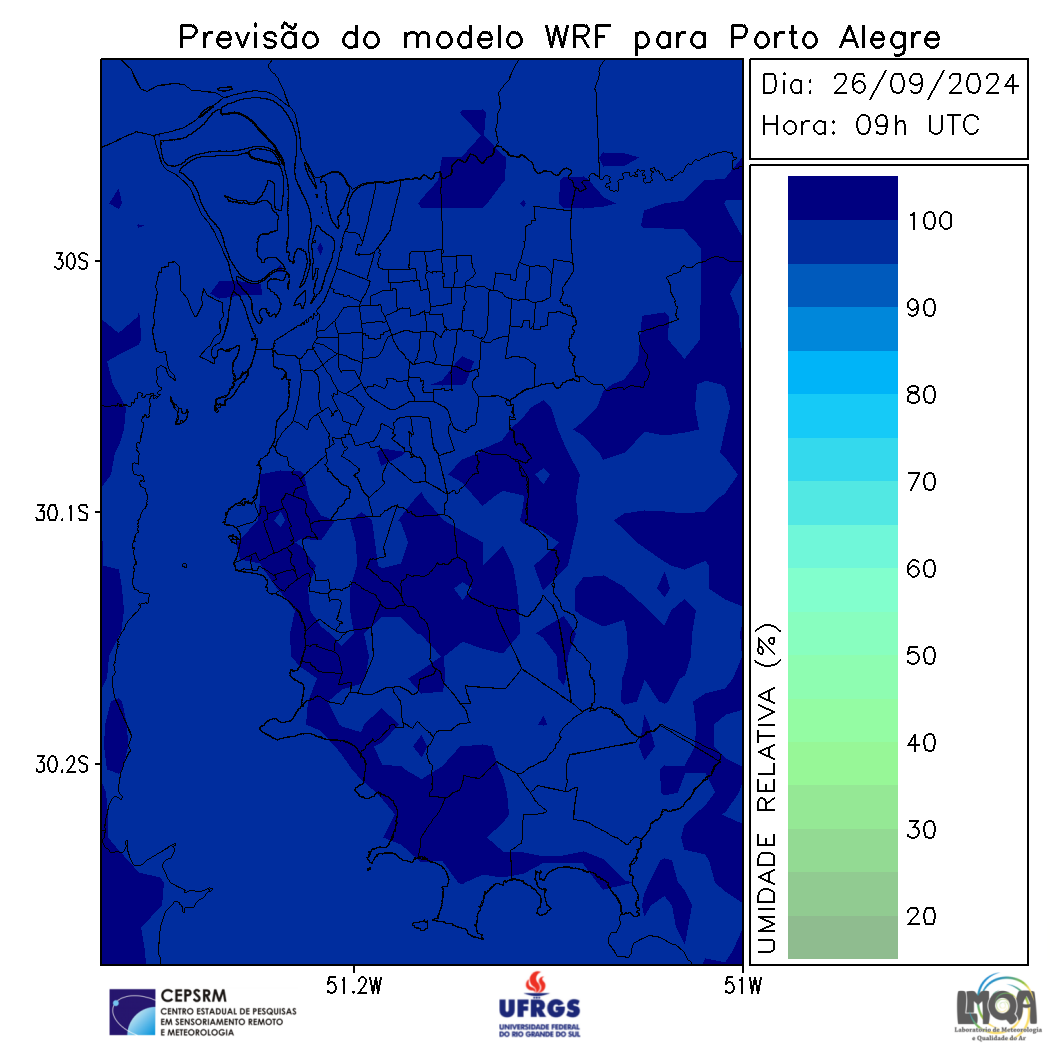 Previsão do modelo WRF para Porto Alegre
Dia: 26/09/2024
Hora: 09h UTC
30S
30.1S
30.2S
51.2W
51W
100
90
80
70
60
50
40
30
20
UMIDADE RELATIVA (%)
CEPSRM
CENTRO ESTADUAL DE PESQUISAS
EM SENSORIAMENTO REMOTO
E METEOROLOGIA
UFRGS
UNIVERSIDADE FEDERAL
DO RIO GRANDE DO SUL
LMQA
Laboratório de Meteorologia
e Qualidade do Ar